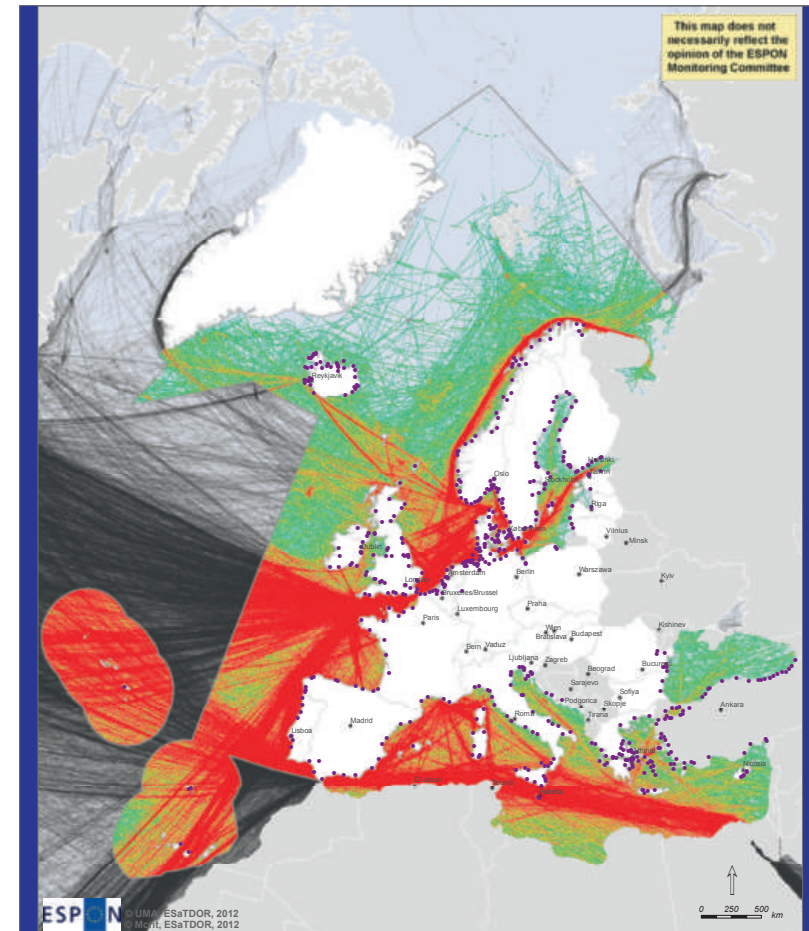 This map does not
necessarily reflect the
opinion of the ESPON
Monitoring Committee
Reykjavik
Oslo
Helsinki
Tallinn
Stockholm
Riga
København
Vilnius
Dublin
Minsk
London
Amsterdam
Berlin
Warszawa
Bruxelles/Brussel
Kyiv
Luxembourg
Praha
Paris
Wien
Kishinev
Bratislava
Budapest
Bern
Vaduz
Ljubljana
Zagreb
Bucuresti
Beograd
Sarajevo
Sofiya
Podgorica
Skopje
Roma
Tirana
Ankara
Madrid
Lisboa
Nicosia
0 250 500
km
ESPON
© UMA, ESaTDOR, 2012